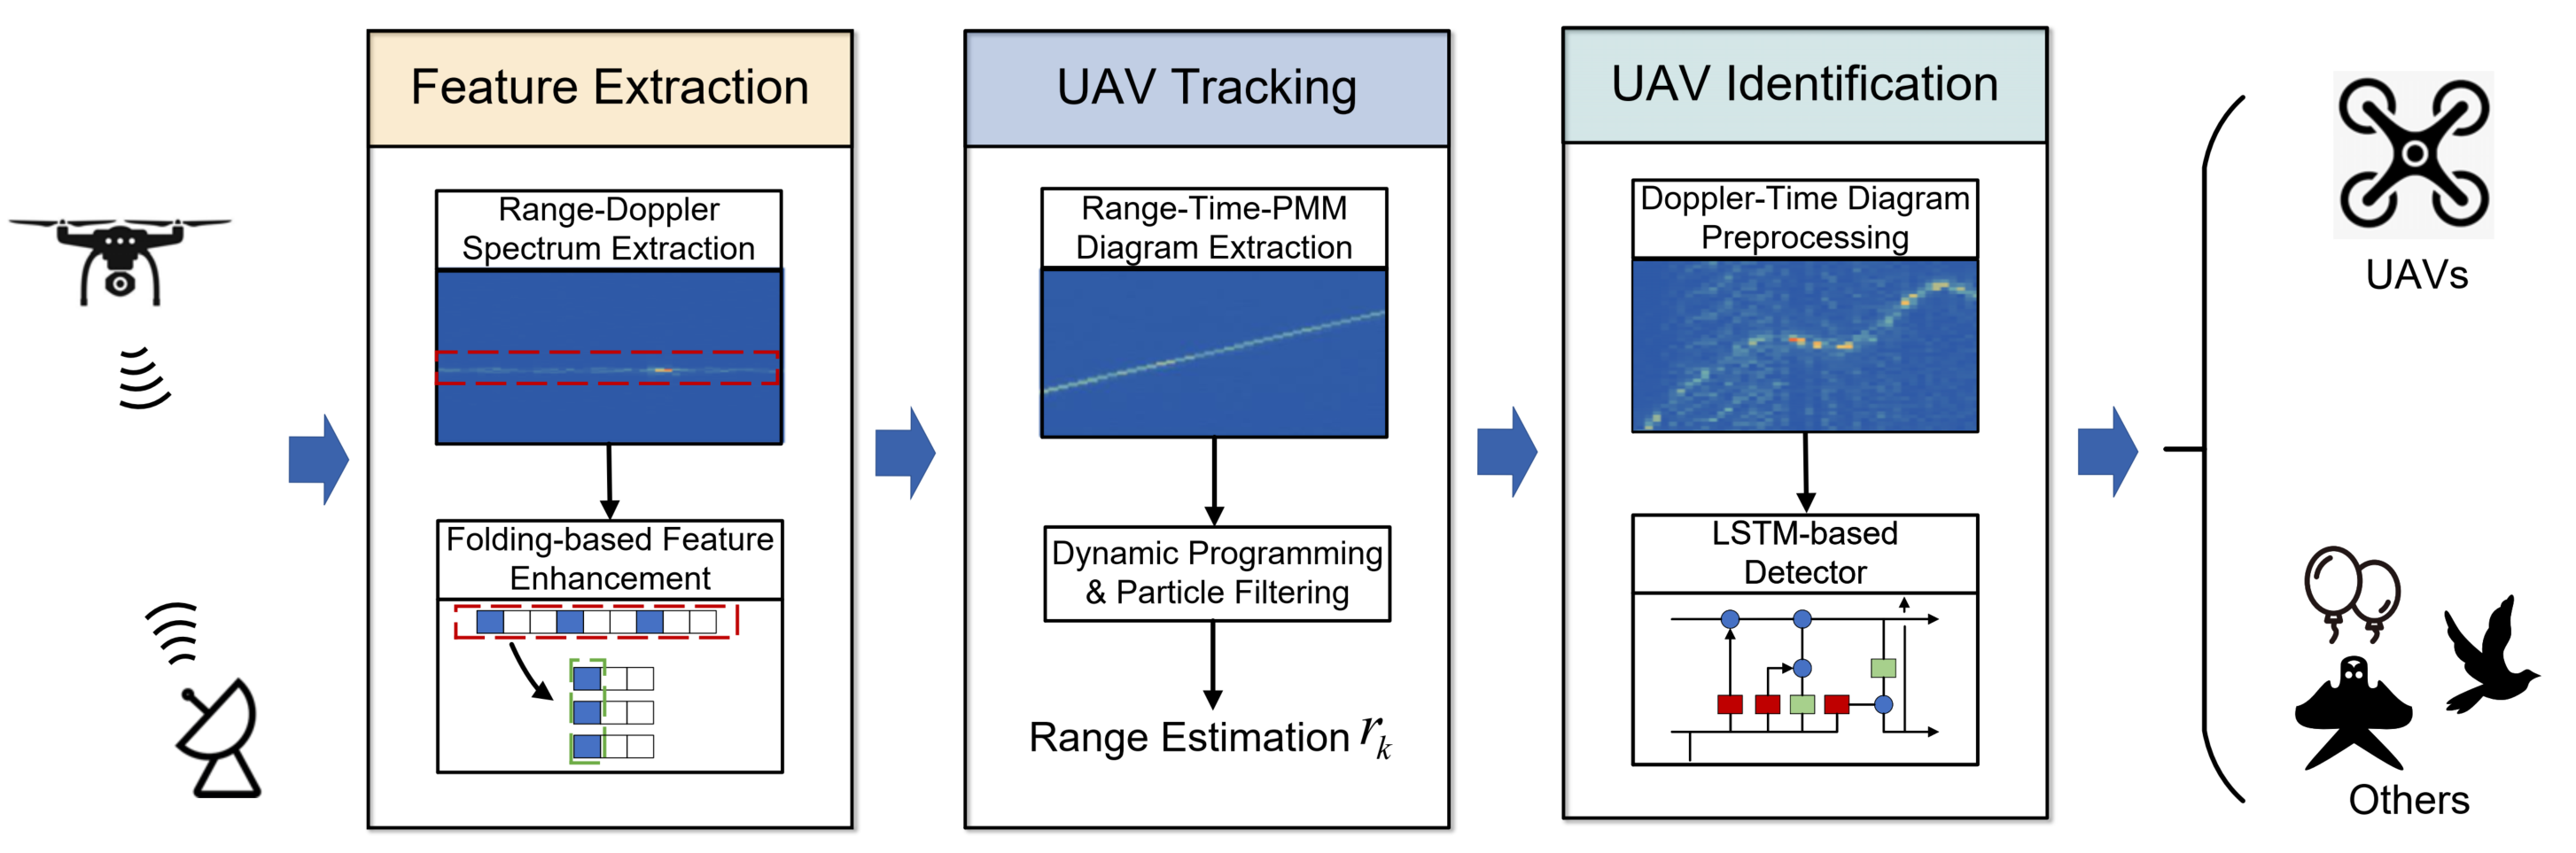 Feature Extraction
Range-Doppler
Spectrum Extraction
Folding-based Feature
Enhancement
UAV Tracking
Range-Time-PMM
Diagram Extraction
Dynamic Programming
& Particle Filtering
Range Estimation r_k
UAV Identification
Doppler-Time Diagram
Preprocessing
LSTM-based
Detector
UAVs
Others